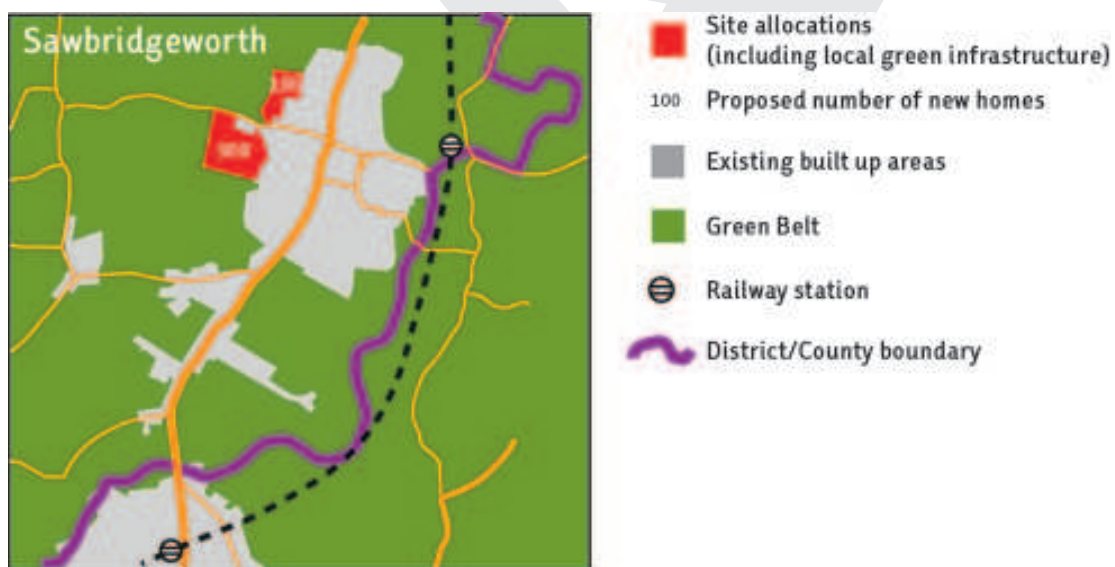 Sawbridgeworth
Site allocations
(including local green infrastructure)
100 Proposed number of new homes
Existing built up areas
Green Belt
Railway station
District/County boundary